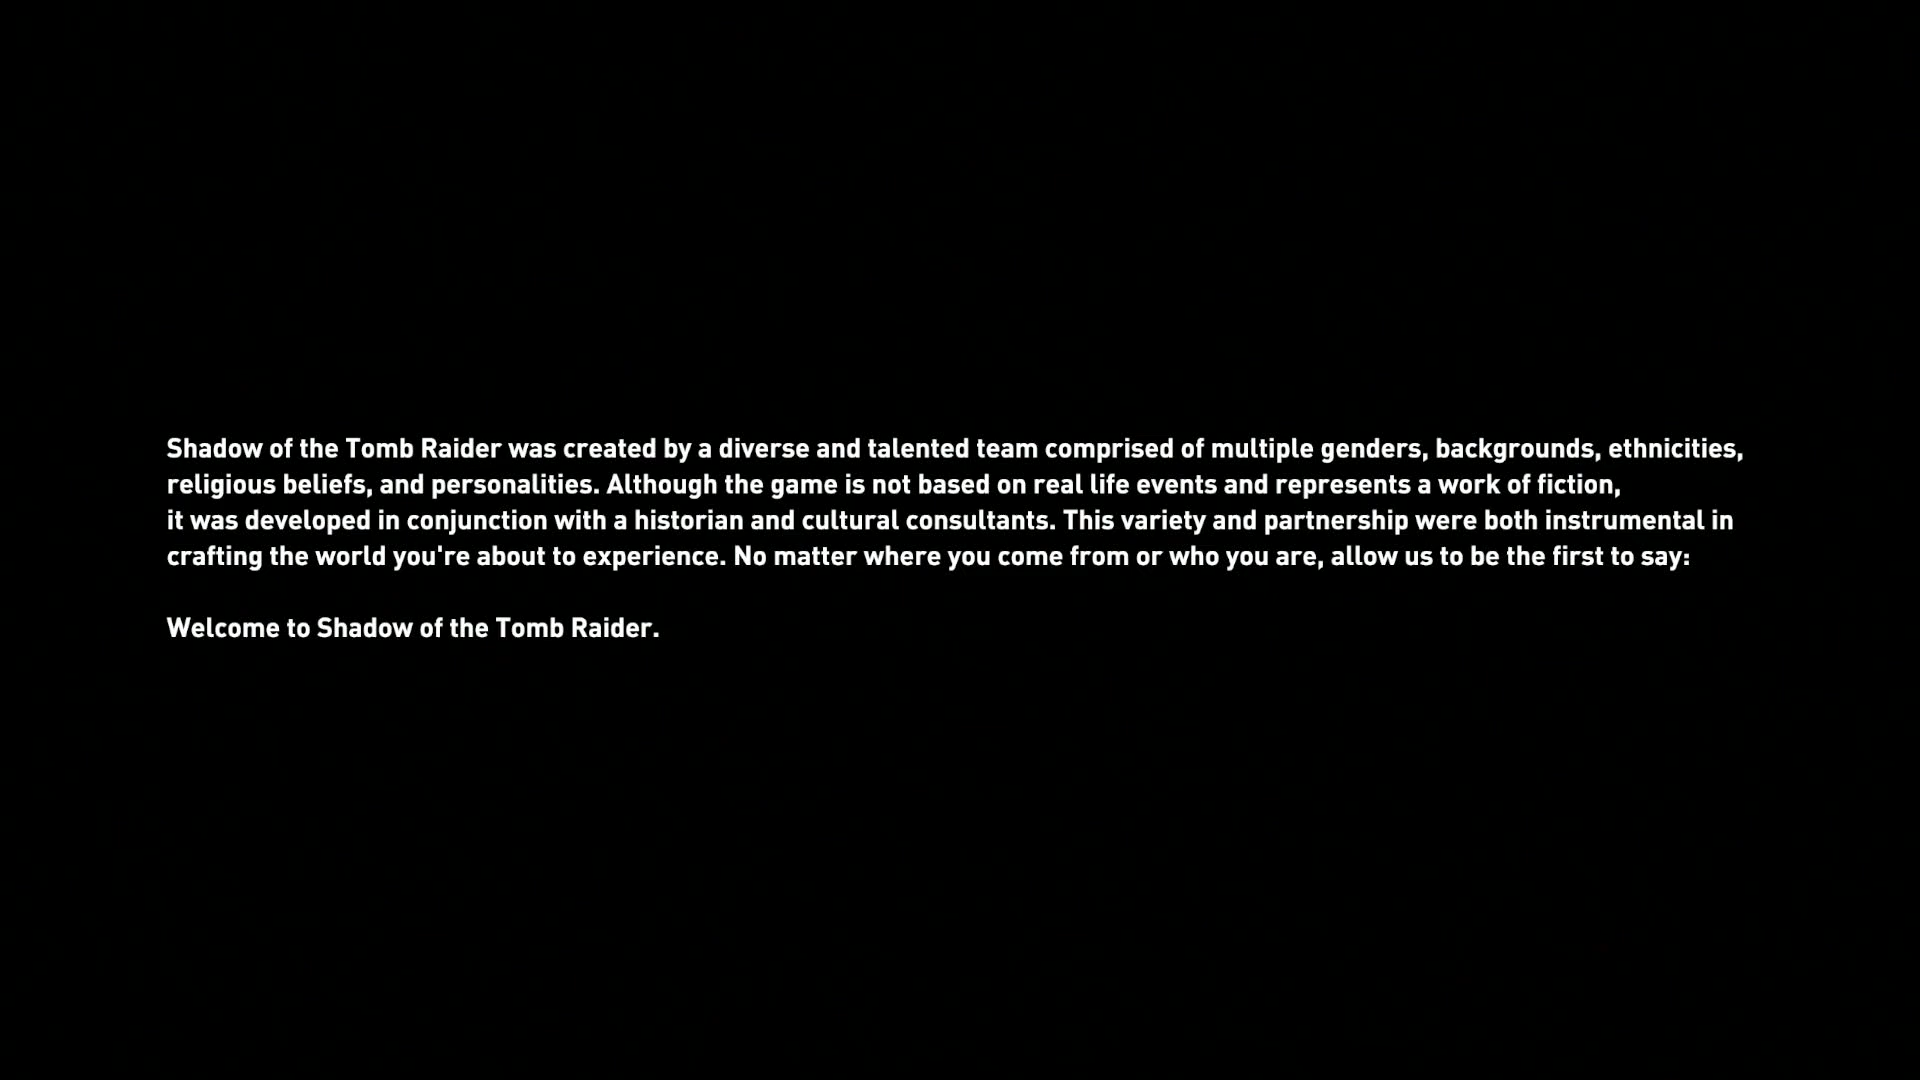 Shadow of the Tomb Raider was created by a diverse and talented team comprised of multiple genders, backgrounds, ethnicities,
religious beliefs, and personalities. Although the game is not based on real life events and represents a work of fiction,
it was developed in conjunction with a historian and cultural consultants. This variety and partnership were both instrumental in
crafting the world you're about to experience. No matter where you come from or who you are, allow us to be the first to say:
Welcome to Shadow of the Tomb Raider.